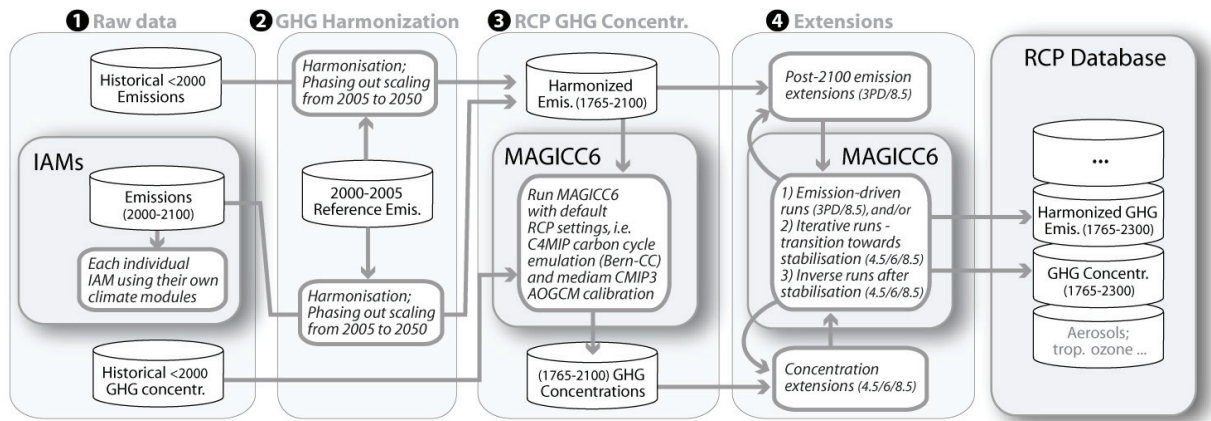 1 Raw data
Historical <2000
Emissions
IAMs
Emissions
(2000-2100)
Each individual
IAM using their own
climate modules
Historical <2000
GHG concentr.
2 GHG Harmonization
Harmonisation;
Phasing out scaling
from 2005 to 2050
2000-2005
Reference Emis.
Harmonisation;
Phasing out scaling
from 2005 to 2050
3 RCP GHG Concentr.
Harmonized
Emis. (1765-2100)
MAGICC6
Run MAGICC6
with default
RCP settings, i.e.
C4MIP carbon cycle
emulation (Bern-CC)
and mediam CMIP3
AOGCM calibration
(1765-2100) GHG
Concentrations
4 Extensions
Post-2100 emission
extensions (3PD/8.5)
MAGICC6
1) Emission-driven
runs (3PD/8.5), and/or
2) Iterative runs -
transition towards
stabilisation (4.5/6/8.5)
3) Inverse runs after
stabilisation (4.5/6/8.5)
Concentration
extensions (4.5/6/8.5)
RCP Database
...
Harmonized GHG
Emis. (1765-2300)
GHG Concentr.
(1765-2300)
Aerosols;
trop. ozone ...